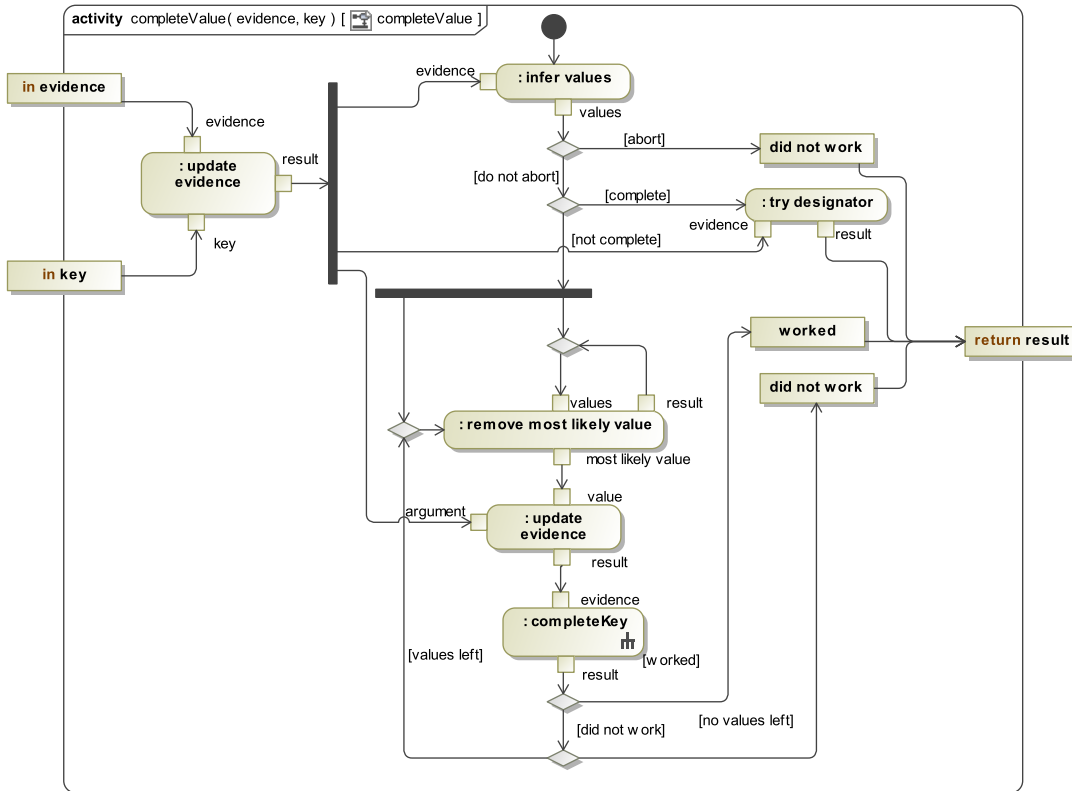 activity completeValue( evidence, key ) [ completeValue ]
in evidence
evidence
: update
evidence
result
key
in key
evidence
: infer values
values
[abort]
did not work
[do not abort]
[complete]
: try designator
evidence
result
[not complete]
worked
return result
did not work
values
result
: remove most likely value
most likely value
value
argument
: update
evidence
result
evidence
: completeKey
[values left]
[worked]
result
[no values left]
[did not work]